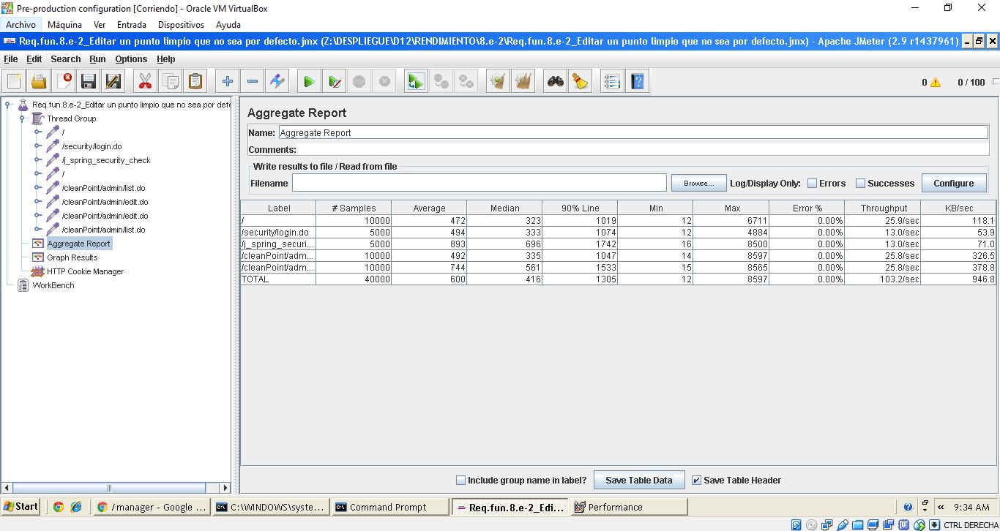 Pre-production configuration [Corriendo] - Oracle VM VirtualBox
Archivo Máquina Ver Entrada Dispositivos Ayuda
Req.fun.8.e-2_Editar un punto limpio que no sea por defecto.jmx (Z:\DESPLIEGUE\D12\RENDIMIENTO\8.e-2\Req.fun.8.e-2_Editar un punto limpio que no sea por defecto.jmx) - Apache JMeter (2.9 r1437961)
File Edit Search Run Options Help
0 0 / 100
Req.fun.8.e-2_Editar un punto limpio que no sea por defe
Thread Group
/
/security/login.do
/j_spring_security_check
/
/cleanPoint/admin/list.do
/cleanPoint/admin/edit.do
/cleanPoint/admin/edit.do
/cleanPoint/admin/list.do
Aggregate Report
Graph Results
HTTP Cookie Manager
WorkBench
Aggregate Report
Name: Aggregate Report
Comments:
Write results to file / Read from file
Filename Browse... Log/Display Only: Errors Successes Configure
Label # Samples Average Median 90% Line Min Max Error % Throughput KB/sec
/ 10000 472 323 1019 12 6711 0.00% 25.9/sec 118.1
/security/login.do 5000 494 333 1074 12 4884 0.00% 13.0/sec 53.9
/j_spring_securi... 5000 893 696 1742 16 8500 0.00% 13.0/sec 71.0
/cleanPoint/adm... 10000 492 335 1047 14 8597 0.00% 25.8/sec 326.5
/cleanPoint/adm... 10000 744 561 1533 15 8565 0.00% 25.8/sec 378.8
TOTAL 40000 600 416 1305 12 8597 0.00% 103.2/sec 946.8
Include group name in label? Save Table Data Save Table Header
Start /manager - Google ... C:\WINDOWS\syste... Command Prompt Req.fun.8.e-2_Edi... Performance « 9:34 AM
CTRL DERECHA